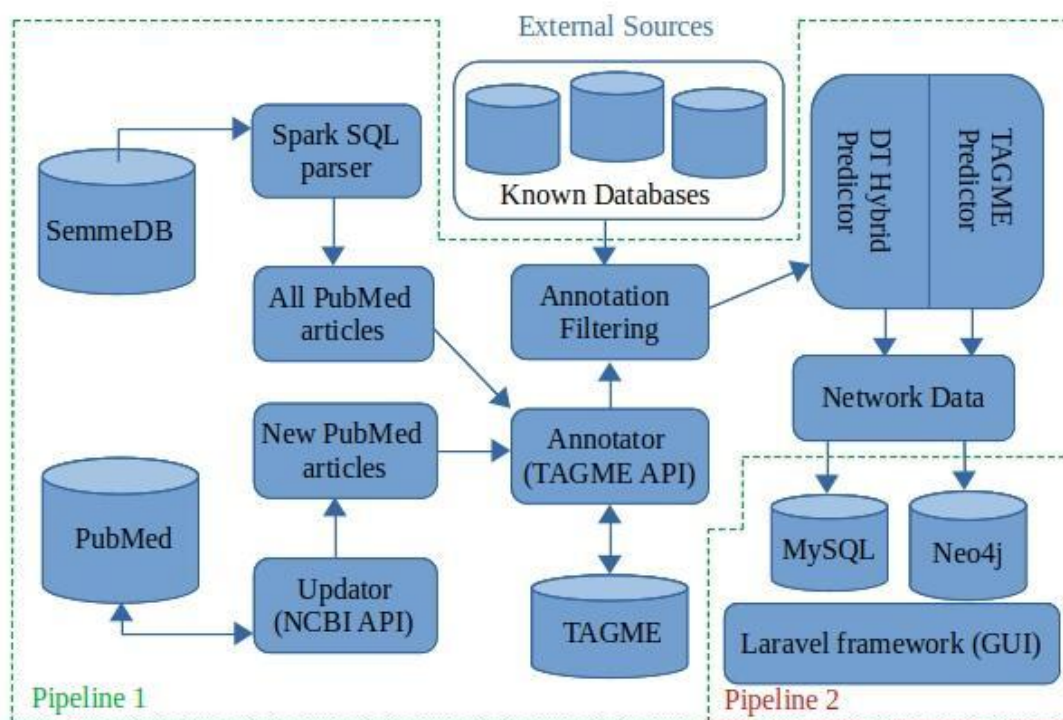 External Sources
Known Databases
Spark SQL
parser
SemmeDB
All PubMed
articles
Annotation
Filtering
DT Hybrid
Predictor
TAGME
Predictor
New PubMed
articles
Annotator
(TAGME API)
Network Data
PubMed
Updator
(NCBI API)
TAGME
MySQL
Neo4j
Laravel framework (GUI)
Pipeline 1
Pipeline 2